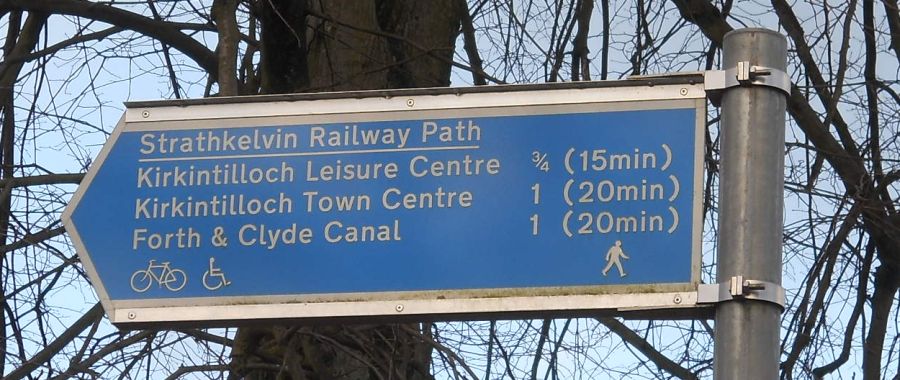 Strathkelvin Railway Path
Kirkintilloch Leisure Centre ¾ (15min)
Kirkintilloch Town Centre 1 (20min)
Forth & Clyde Canal 1 (20min)